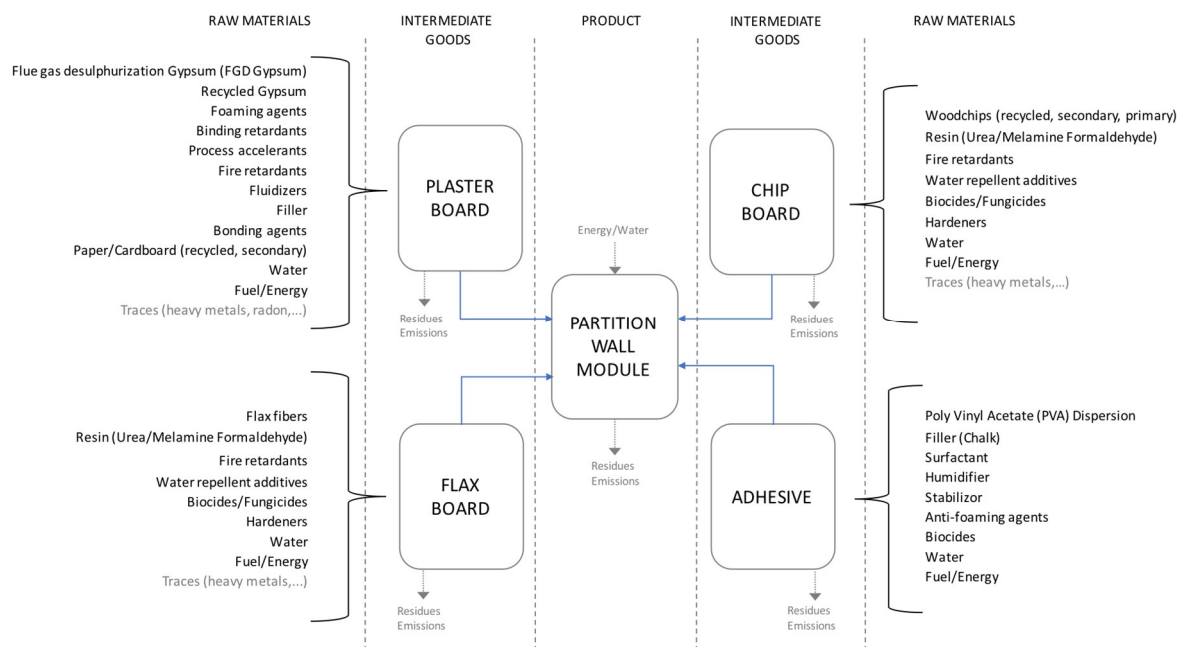 RAW MATERIALS
INTERMEDIATE
GOODS
PRODUCT
INTERMEDIATE
GOODS
RAW MATERIALS
Flue gas desulphurization Gypsum (FGD Gypsum)
Recycled Gypsum
Foaming agents
Binding retardants
Process accelerants
Fire retardants
Fluidizers
Filler
Bonding agents
Paper/Cardboard (recycled, secondary)
Water
Fuel/Energy
Traces (heavy metals, radon,...)
PLASTER
BOARD
Residues
Emissions
Flax fibers
Resin (Urea/Melamine Formaldehyde)
Fire retardants
Water repellent additives
Biocides/Fungicides
Hardeners
Water
Fuel/Energy
Traces (heavy metals,...)
FLAX
BOARD
Residues
Emissions
Energy/Water
PARTITION
WALL
MODULE
Residues
Emissions
CHIP
BOARD
Residues
Emissions
Woodchips (recycled, secondary, primary)
Resin (Urea/Melamine Formaldehyde)
Fire retardants
Water repellent additives
Biocides/Fungicides
Hardeners
Water
Fuel/Energy
Traces (heavy metals,...)
ADHESIVE
Residues
Emissions
Poly Vinyl Acetate (PVA) Dispersion
Filler (Chalk)
Surfactant
Humidifier
Stabilizor
Anti-foaming agents
Biocides
Water
Fuel/Energy